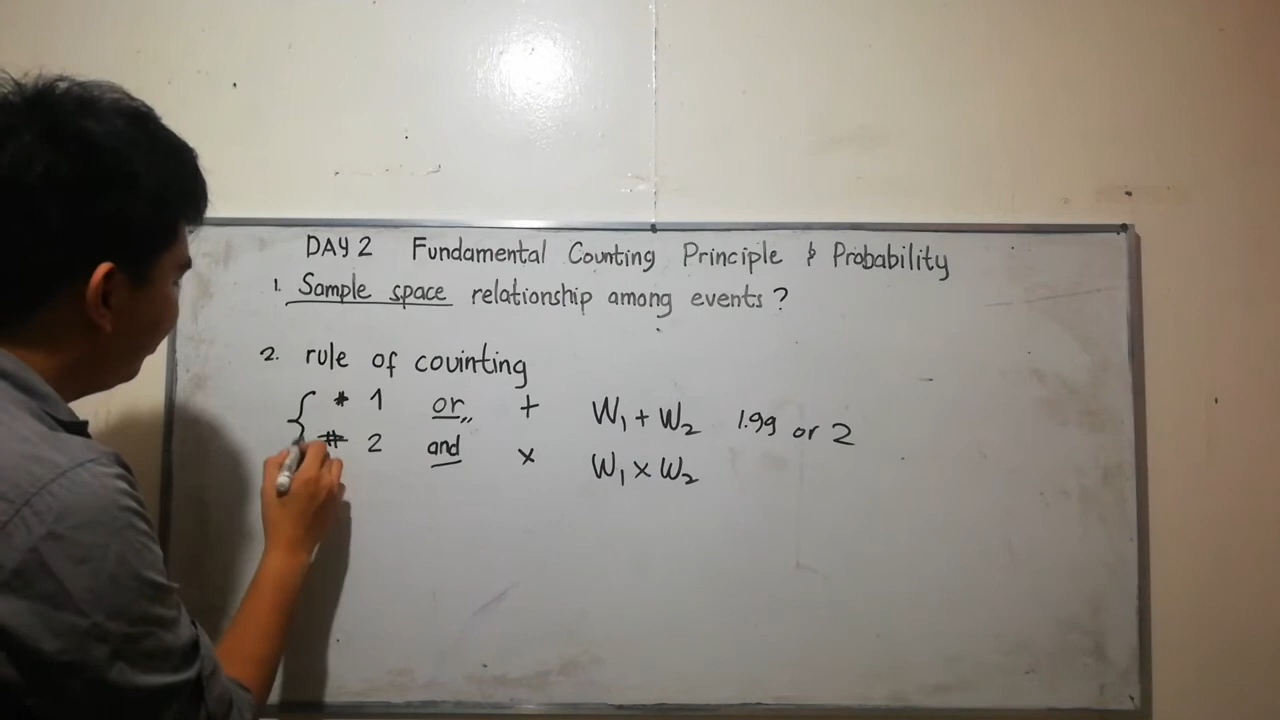 DAY 2 Fundamental Counting Principle & Probability
1. Sample space relationship among events ?
2. rule of couinting
# 1 or,, + W₁ + W₂ 1.99 or 2
# 2 and x W₁ x W₂